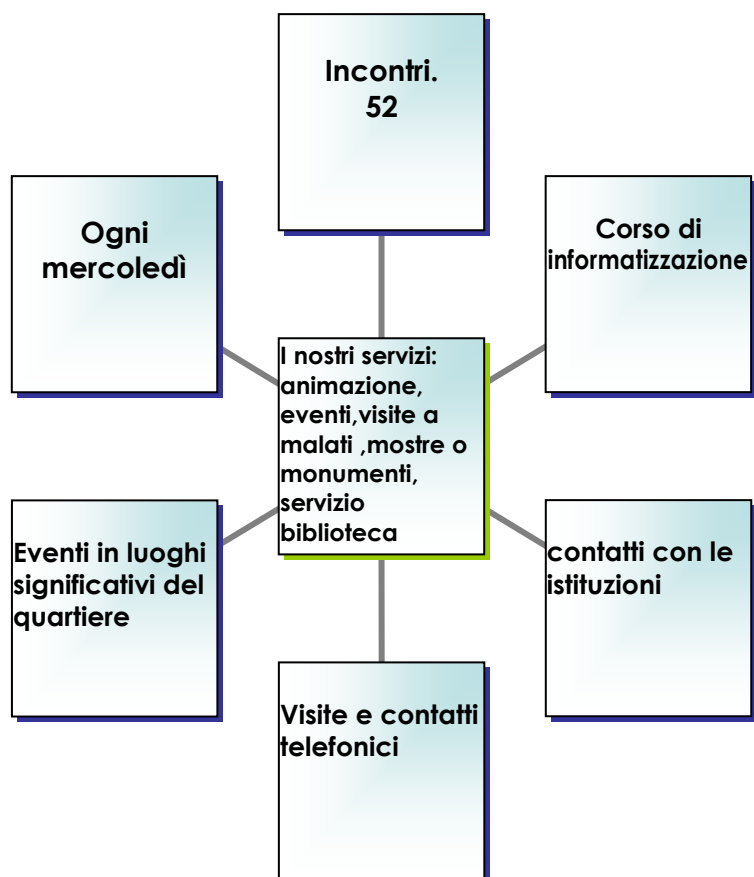 Incontri.
52
Ogni
mercoledì
Corso di
informatizzazione
I nostri servizi:
animazione,
eventi,visite a
malati ,mostre o
monumenti,
servizio
biblioteca
Eventi in luoghi
significativi del
quartiere
contatti con le
istituzioni
Visite e contatti
telefonici